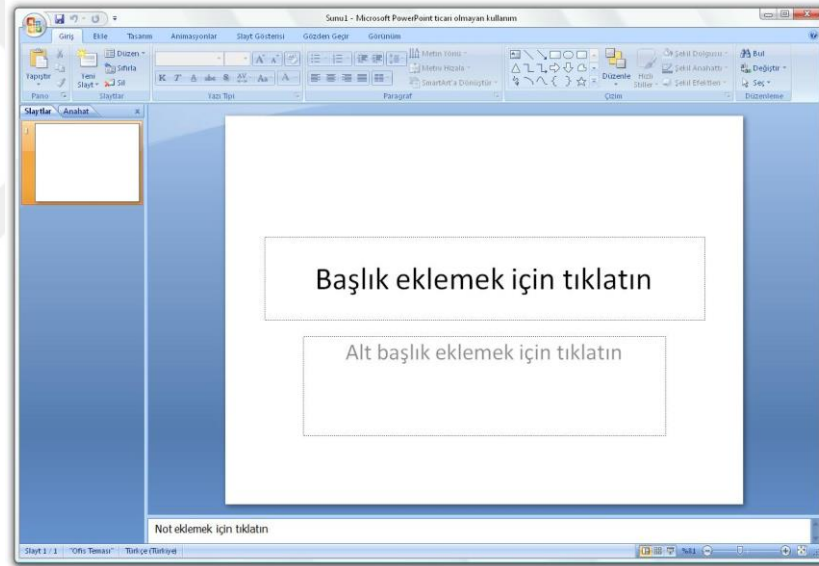 Sunu1 - Microsoft PowerPoint ticari olmayan kullanım
Giriş Ekle Tasarım Animasyonlar Slayt Gösterisi Gözden Geçir Görünüm
Yapıştır
Yeni
Slayt
Düzen
Sıfırla
Sil
Metin Yönü
Metni Hizala
SmartArt'a Dönüştür
Düzenle
Hızlı
Stiller
Şekil Dolgusu
Şekil Anahattı
Şekil Efektleri
Bul
Değiştir
Seç
Pano Slaytlar Yazı Tipi Paragraf Çizim Düzenleme
Slaytlar Anahat x
1
Başlık eklemek için tıklatın
Alt başlık eklemek için tıklatın
Not eklemek için tıklatın
Slayt 1 / 1 "Ofis Teması" Türkçe (Türkiye) %81